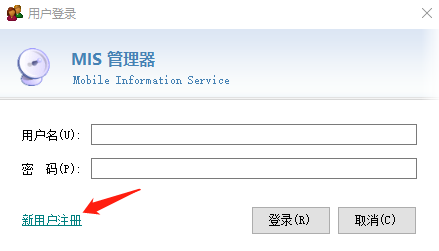 用户登录
MIS 管理器
Mobile Information Service
用户名(U):
密  码(P):
新用户注册
登录(R)
取消(C)